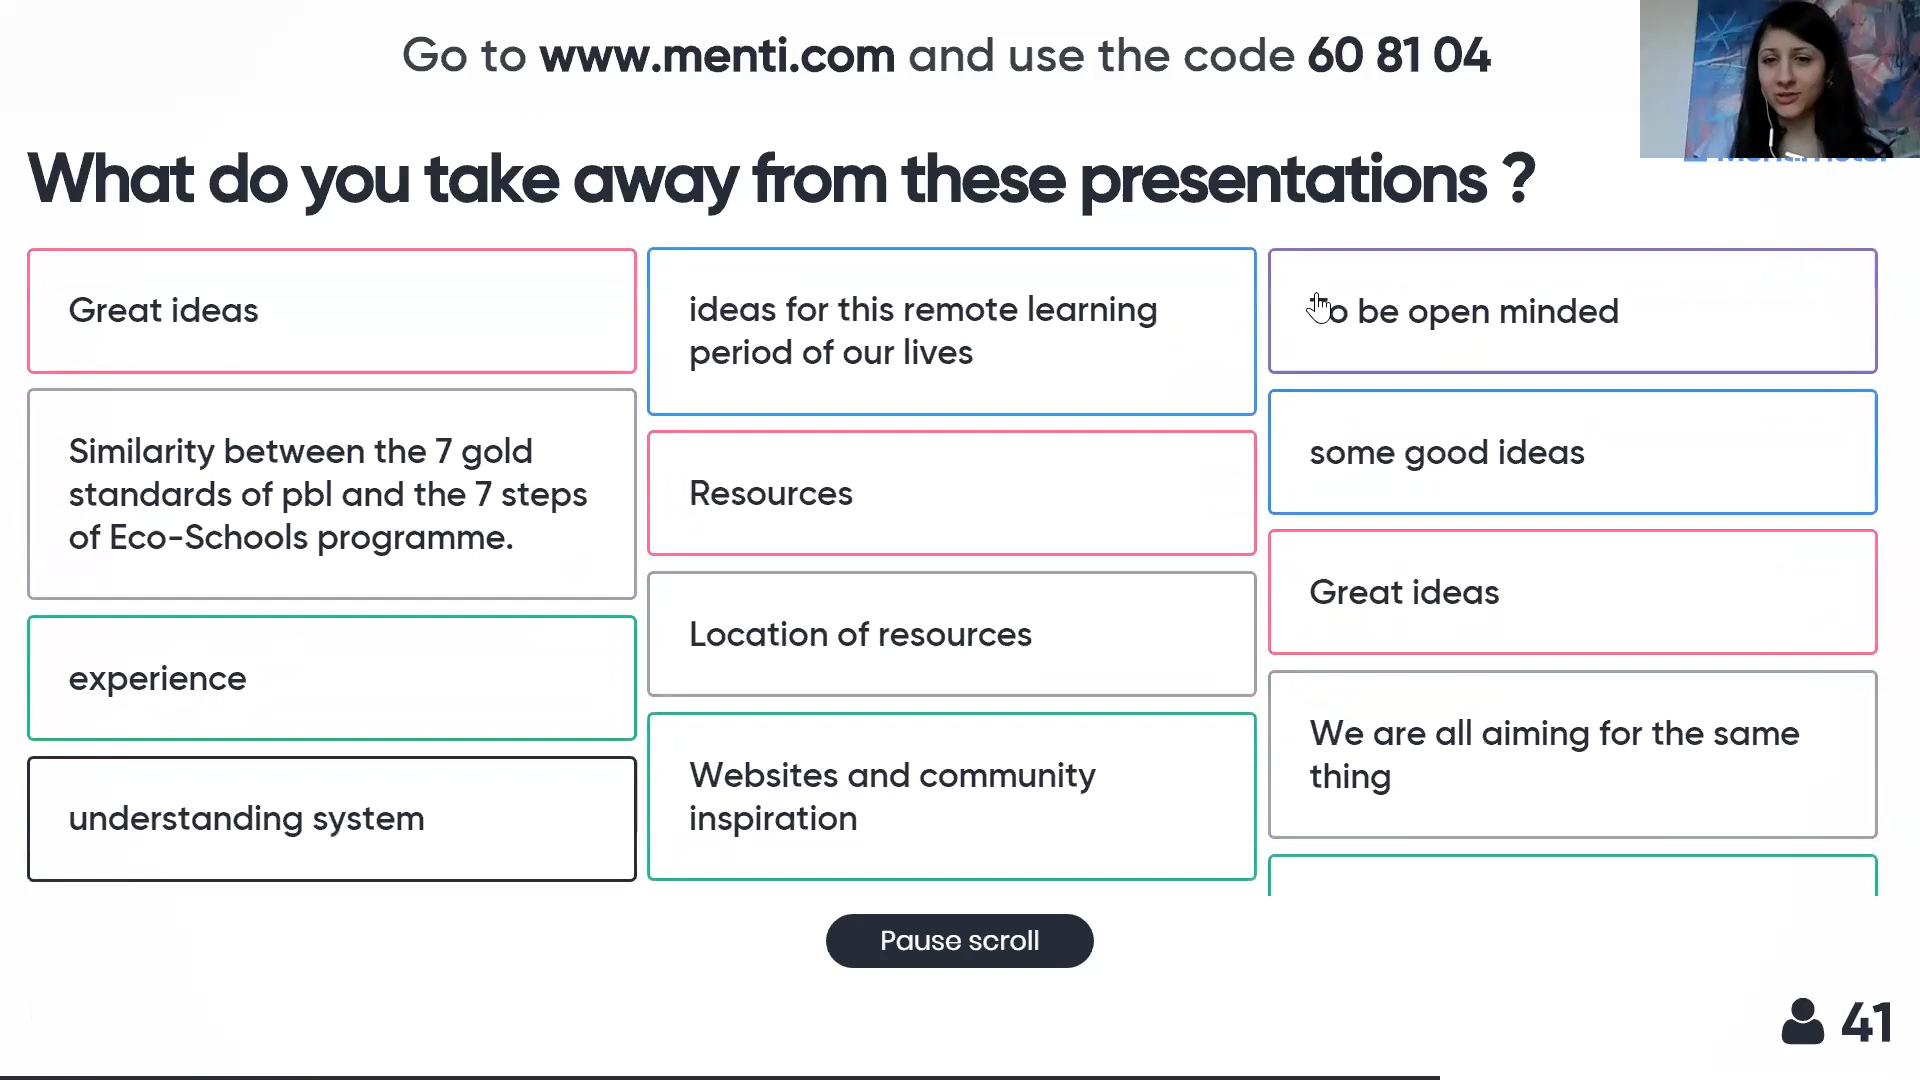 Go to www.menti.com and use the code 60 81 04
What do you take away from these presentations ?
Great ideas
Similarity between the 7 gold
standards of pbl and the 7 steps
of Eco-Schools programme.
experience
understanding system
ideas for this remote learning
period of our lives
Resources
Location of resources
Websites and community
inspiration
To be open minded
some good ideas
Great ideas
We are all aiming for the same
thing
Pause scroll
41